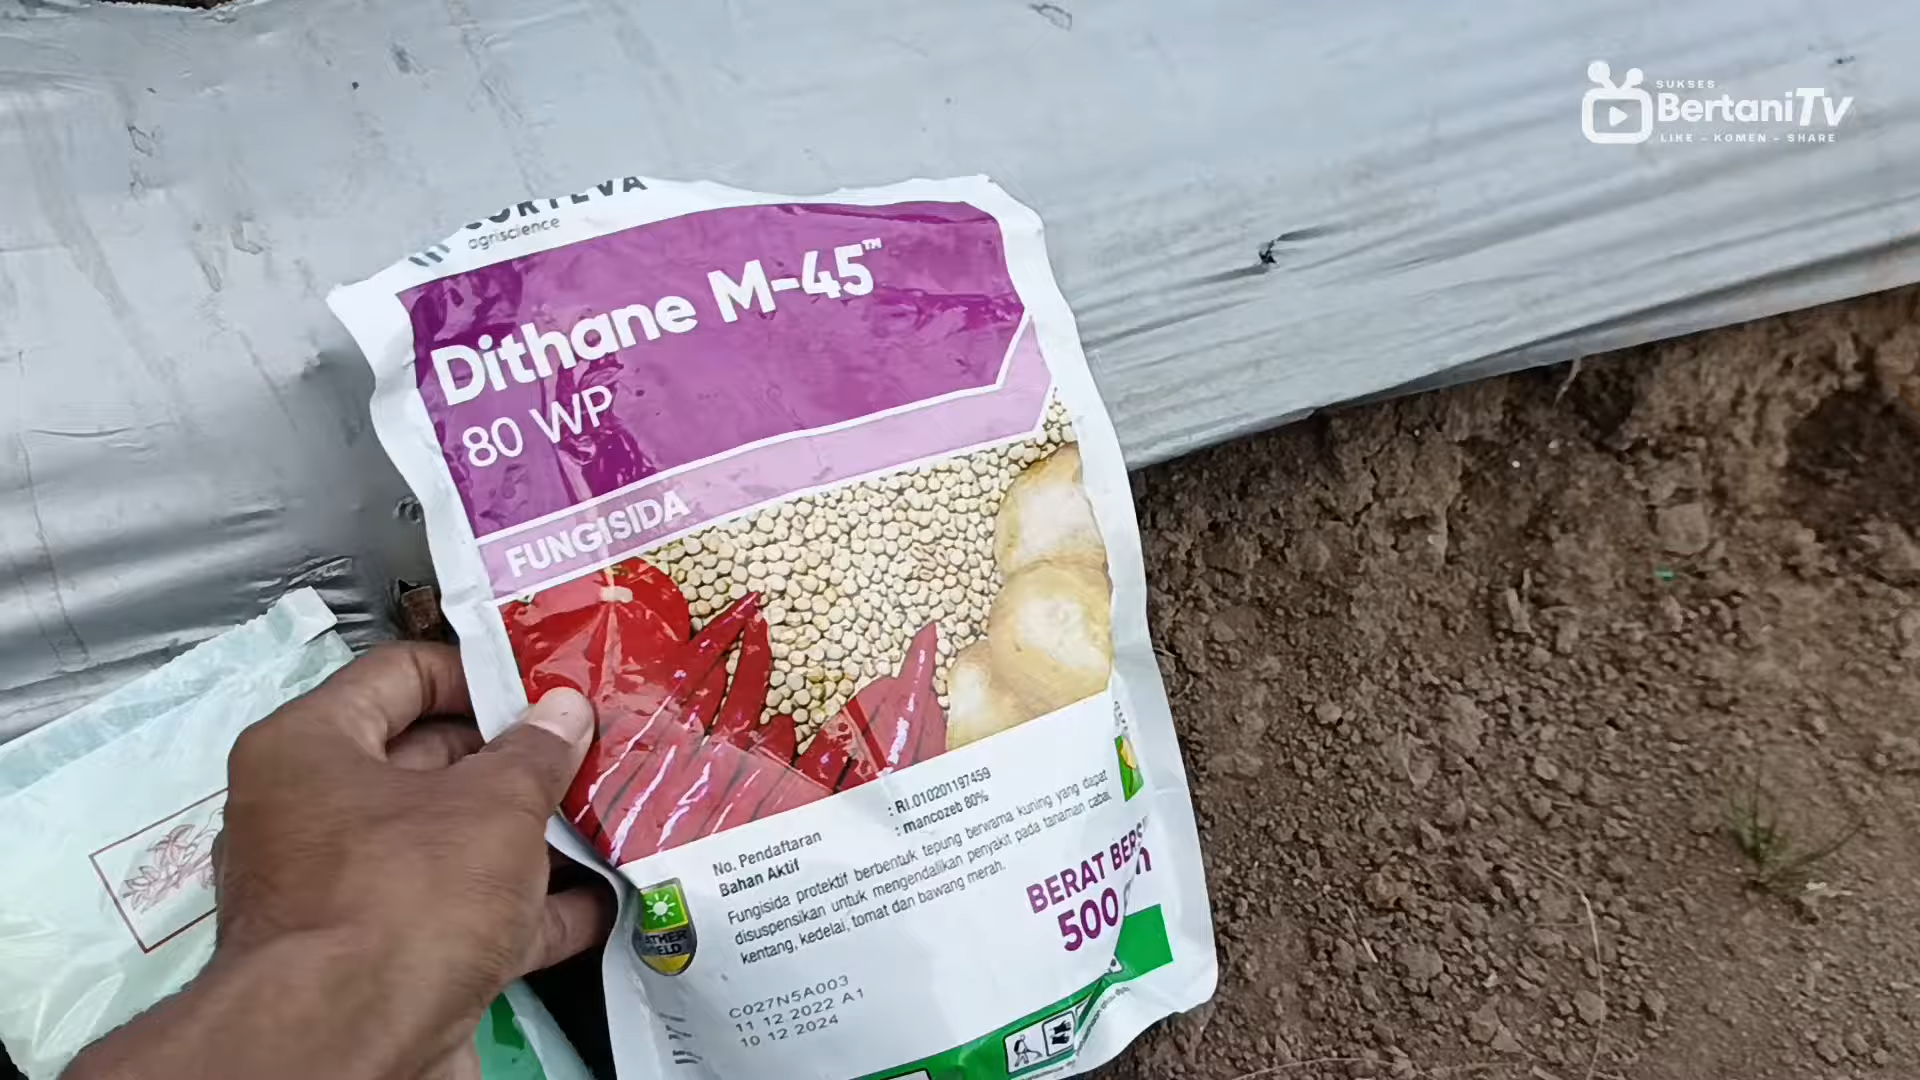 SUKSES
BertaniTV
LIKE - KOMEN - SHARE
CORTEVA
agriscience
Dithane M-45™
80 WP
FUNGISIDA
No. Pendaftaran : RI.010201197459
Bahan Aktif : mancozeb 80%
Fungisida protektif berbentuk tepung berwarna kuning yang dapat
disuspensikan untuk mengendalikan penyakit pada tanaman cabai,
kentang, kedelai, tomat dan bawang merah.
BERAT BERS
500
C027N5A003
11 12 2022 A1
10 12 2024